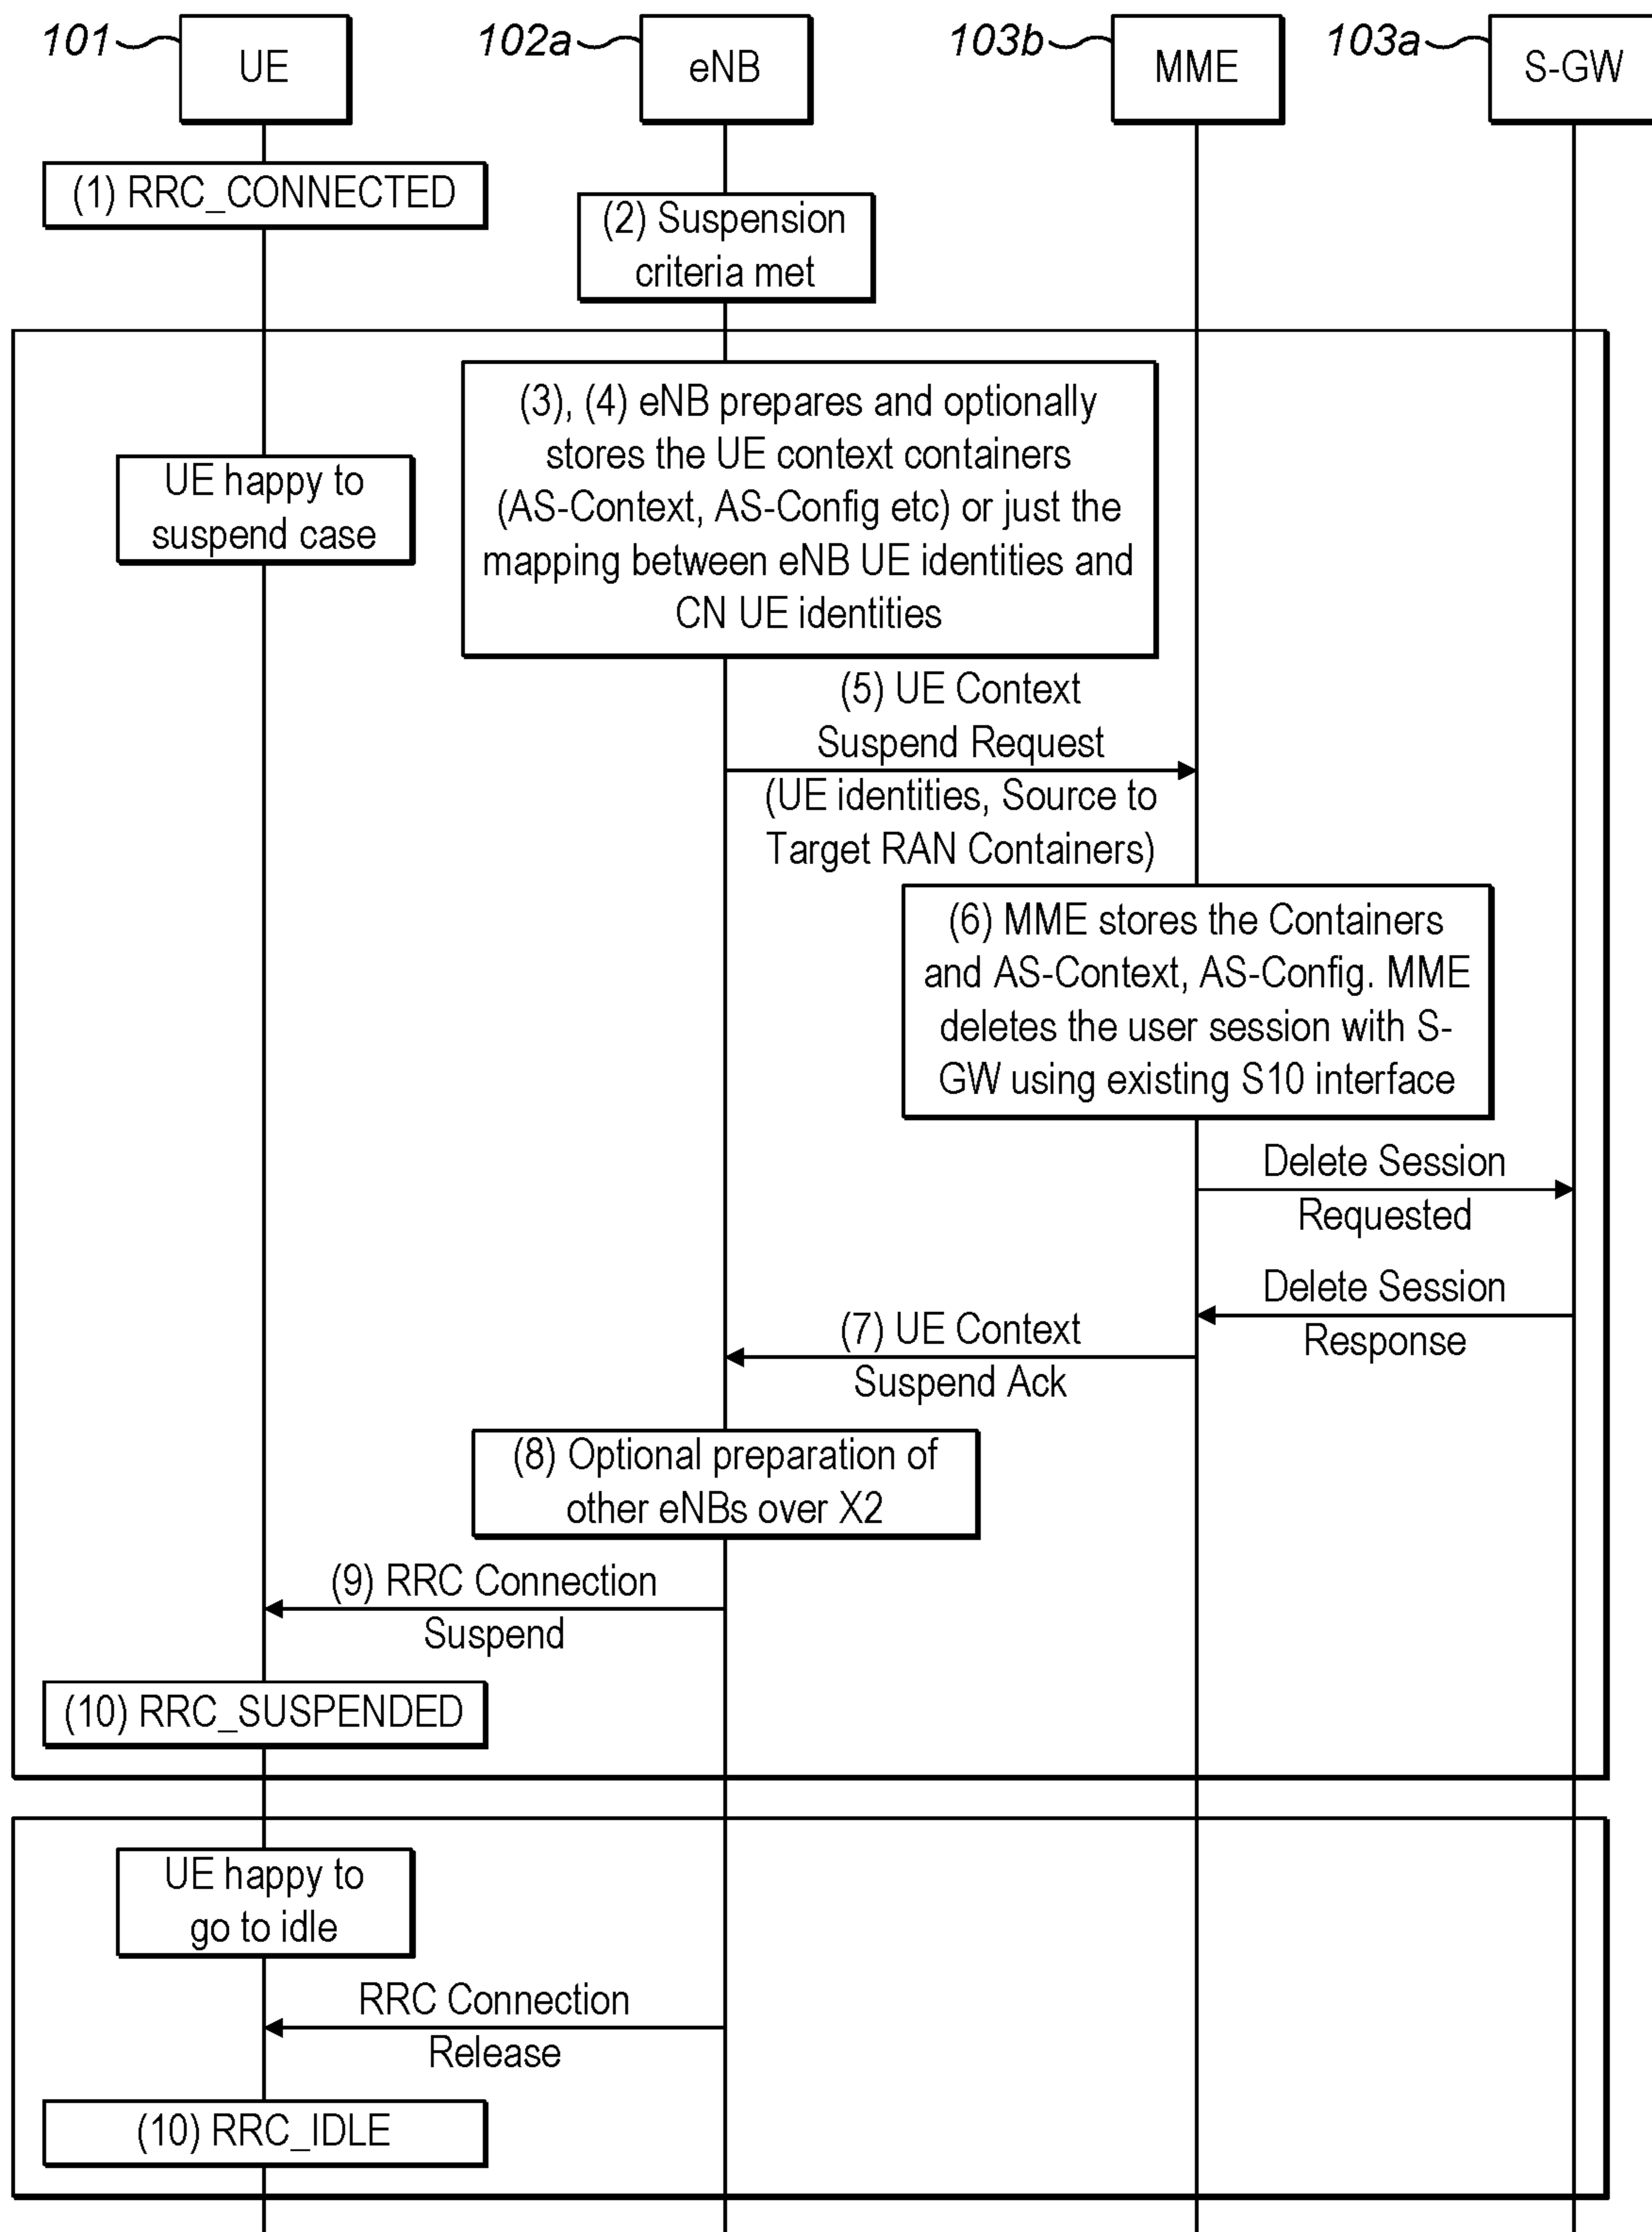 101
UE
102a
eNB
103b
MME
103a
S-GW
(1) RRC_CONNECTED
(2) Suspension
criteria met
(3), (4) eNB prepares and optionally
stores the UE context containers
(AS-Context, AS-Config etc) or just the
mapping between eNB UE identities and
CN UE identities
UE happy to
suspend case
(5) UE Context
Suspend Request
(UE identities, Source to
Target RAN Containers)
(6) MME stores the Containers
and AS-Context, AS-Config. MME
deletes the user session with S-
GW using existing S10 interface
Delete Session
Requested
Delete Session
Response
(7) UE Context
Suspend Ack
(8) Optional preparation of
other eNBs over X2
(9) RRC Connection
Suspend
(10) RRC_SUSPENDED
UE happy to
go to idle
RRC Connection
Release
(10) RRC_IDLE